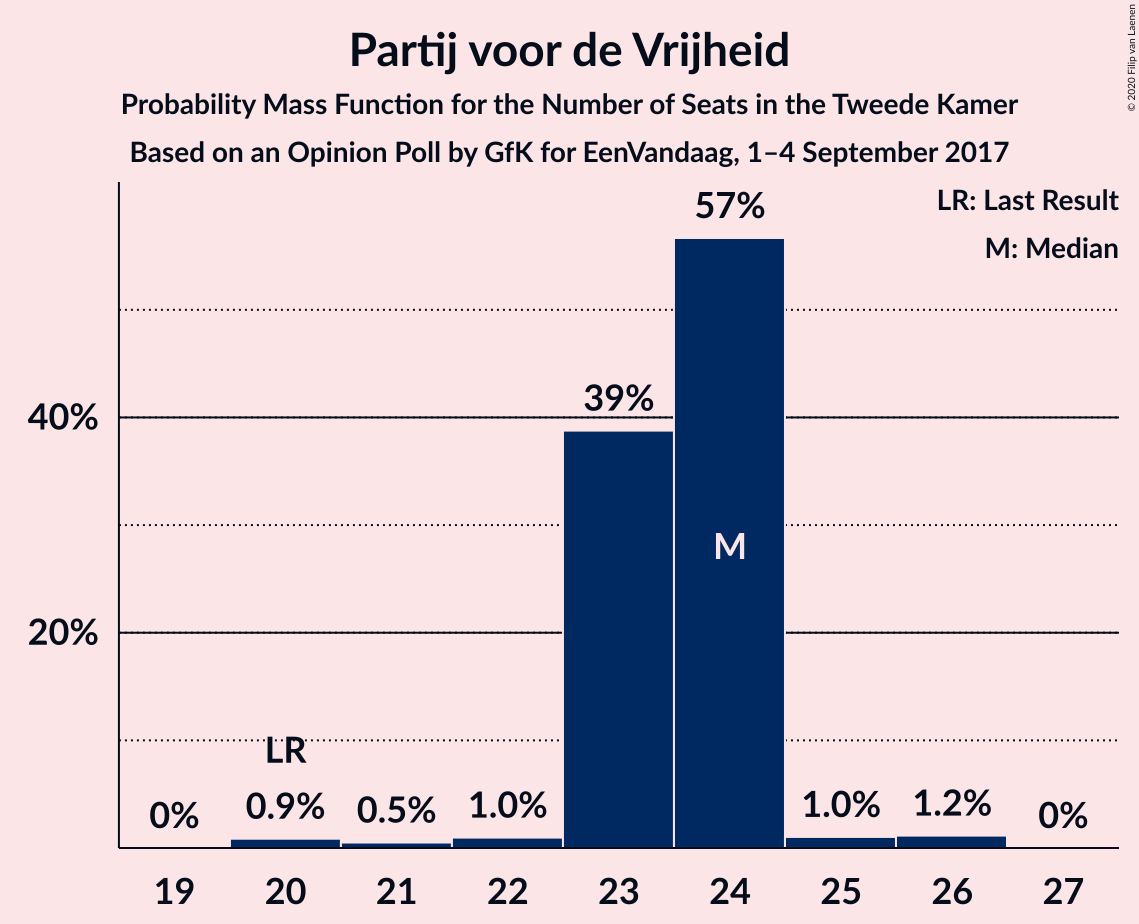 Partij voor de Vrijheid
Probability Mass Function for the Number of Seats in the Tweede Kamer
Based on an Opinion Poll by GfK for EenVandaag, 1–4 September 2017
© 2020 Filip van Laenen
LR: Last Result
M: Median
57%
39%
40%
M
20%
LR
0%
0.9%
0.5%
1.0%
1.0%
1.2%
0%
19 20 21 22 23 24 25 26 27